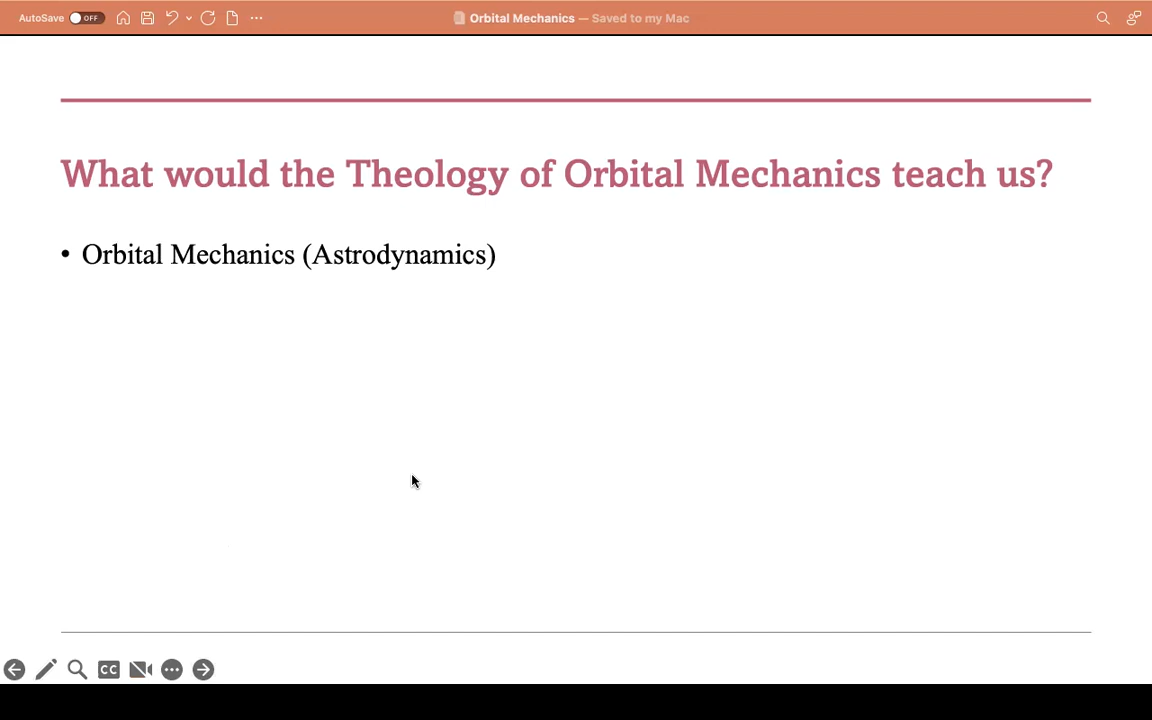 AutoSave OFF
Orbital Mechanics — Saved to my Mac
What would the Theology of Orbital Mechanics teach us?
• Orbital Mechanics (Astrodynamics)
CC